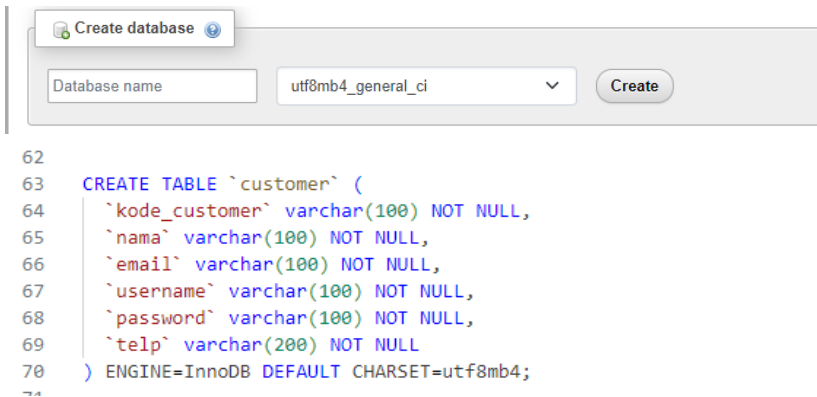 Create database
Database name utf8mb4_general_ci Create
62
63 CREATE TABLE `customer` (
64 `kode_customer` varchar(100) NOT NULL,
65 `nama` varchar(100) NOT NULL,
66 `email` varchar(100) NOT NULL,
67 `username` varchar(100) NOT NULL,
68 `password` varchar(100) NOT NULL,
69 `telp` varchar(200) NOT NULL
70 ) ENGINE=InnoDB DEFAULT CHARSET=utf8mb4;